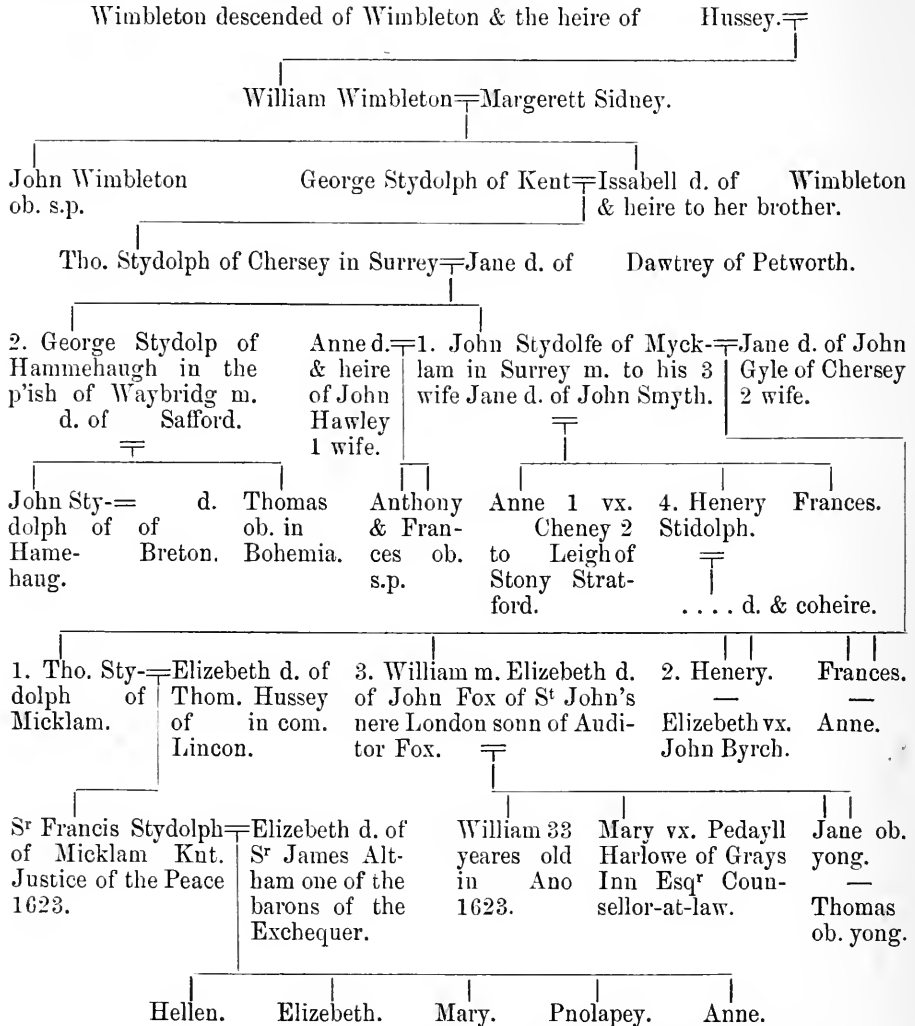 Wimbleton descended of Wimbleton & the heire of Hussey.
William Wimbleton Margerett Sidney.
John Wimbleton
ob. s.p.
George Stydolph of Kent
Issabell d. of Wimbleton
& heire to her brother.
Tho. Stydolph of Chersey in Surrey Jane d. of Dawtrey of Petworth.
2. George Stydolp of
Hammehaugh in the
p'ish of Waybridg m.
d. of Safford.
Anne d.
& heire
of John
Hawley
1 wife.
1. John Stydolfe of Myck-
lam in Surrey m. to his 3
wife Jane d. of John Smyth.
Jane d. of John
Gyle of Chersey
2 wife.
John Sty-
dolph of
Hame-
haug.
d.
of
Breton.
Thomas
ob. in
Bohemia.
Anthony
& Fran-
ces ob.
s.p.
Anne 1 vx.
Cheney 2
to Leigh of
Stony Strat-
ford.
4. Henery
Stidolph.
Frances.
.... d. & coheire.
1. Tho. Sty-
dolph of
Micklam.
Elizebeth d. of
Thom. Hussey
of in com.
Lincon.
3. William m. Elizebeth d.
of John Fox of St John's
nere London sonn of Audi-
tor Fox.
2. Henery.
—
Elizebeth vx.
John Byrch.
Frances.
—
Anne.
Sr Francis Stydolph
of Micklam Knt.
Justice of the Peace
1623.
Elizebeth d. of
Sr James Alt-
ham one of the
barons of the
Exchequer.
William 33
yeares old
in Ano
1623.
Mary vx. Pedayll
Harlowe of Grays
Inn Esqr Coun-
sellor-at-law.
Jane ob.
yong.
—
Thomas
ob. yong.
Hellen. Elizebeth. Mary. Pnolapey. Anne.